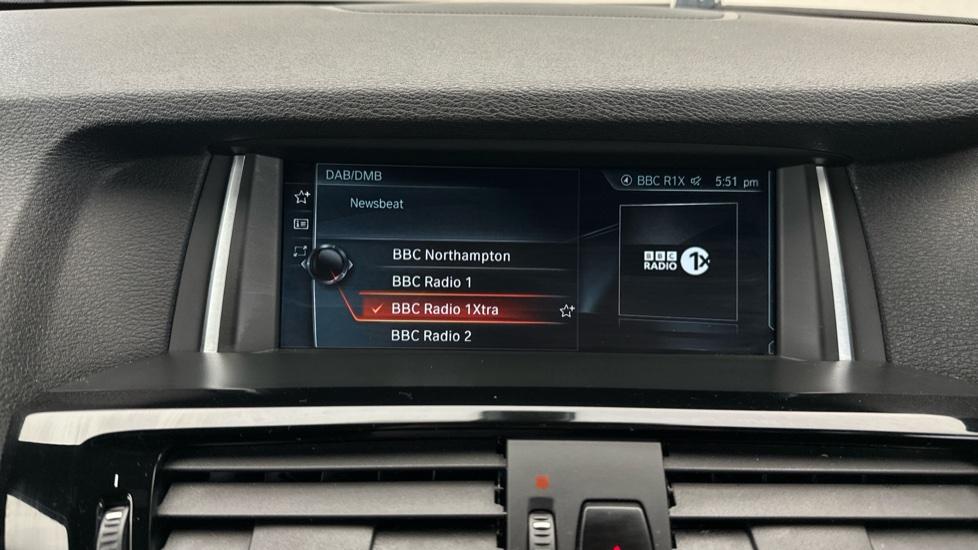 DAB/DMB
BBC R1X 5:51 pm
Newsbeat
BBC Northampton
BBC Radio 1
BBC Radio 1Xtra
BBC Radio 2
BBC
RADIO 1X